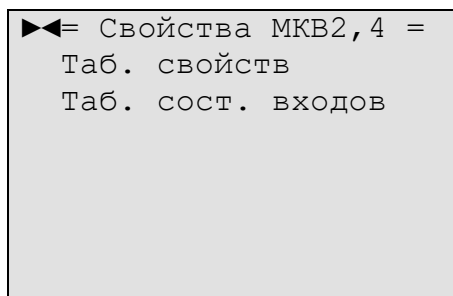 ►◄= Свойства МКВ2,4 =
Таб. свойств
Таб. сост. входов